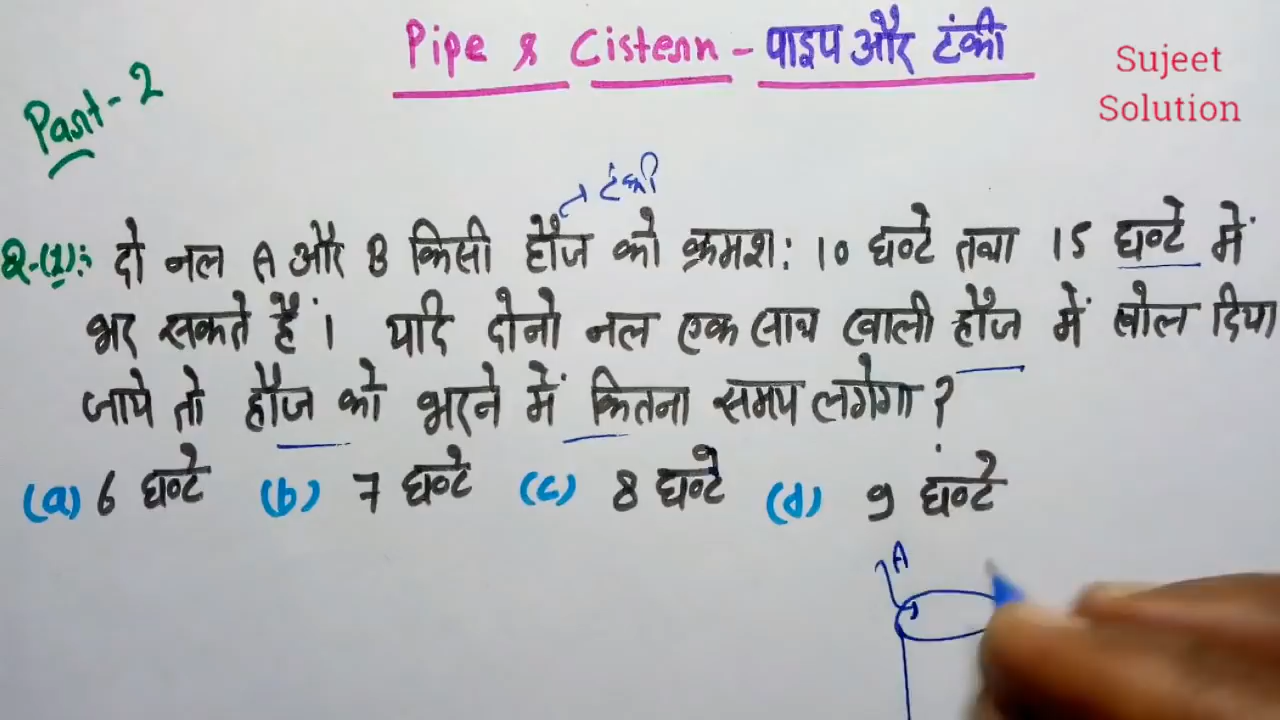 Pipe & Cistern - पाइप और टंकी
Sujeet
Solution
Part-2
→ टंकी
Q.(1):- दो नल A और B किसी हौज को क्रमश: 10 घण्टे तथा 15 घण्टे में
भर सकते हैं। यदि दोनो नल एक साथ खाली हौज में खोल दिया
जाये तो हौज को भरने में कितना समय लगेगा ?
(a) 6 घण्टे (b) 7 घण्टे (c) 8 घण्टे (d) 9 घंण्टे
A